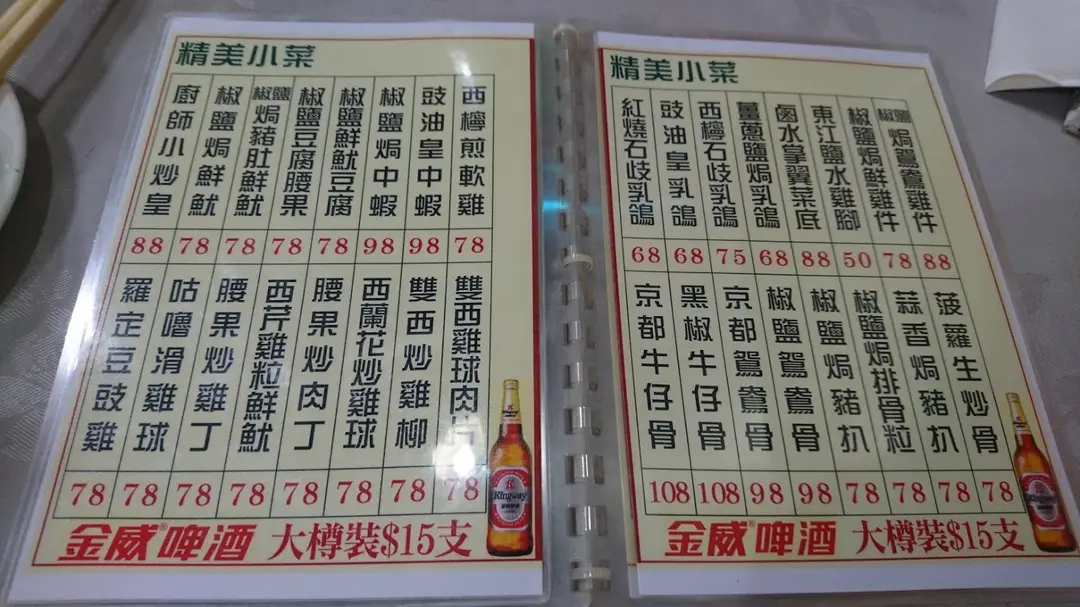 精美小菜
西檸煎軟雞
78
豉油皇中蝦
98
椒鹽焗中蝦
98
椒鹽鮮魷豆腐
78
椒鹽豆腐腰果
78
椒鹽焗豬肚鮮魷
78
椒鹽焗鮮魷
78
廚師小炒皇
88
雙西雞球肉片
78
雙西炒雞柳
78
西蘭花炒雞球
78
腰果炒肉丁
78
西芹雞粒鮮魷
78
腰果炒雞丁
78
咕嚕滑雞球
78
羅定豆豉雞
78
金威®啤酒 大樽裝$15支
Kingway
精美小菜
椒鹽焗鴛鴦雞件
88
椒鹽焗鮮雞件
78
東江鹽水雞腳
50
鹵水掌翼菜底
88
薑蔥鹽焗乳鴿
68
西檸石歧乳鴿
75
豉油皇乳鴿
68
紅燒石歧乳鴿
68
菠蘿生炒骨
78
蒜香焗豬扒
78
椒鹽焗排骨粒
78
椒鹽焗豬扒
78
椒鹽鴛鴦骨
98
京都鴛鴦骨
98
黑椒牛仔骨
108
京都牛仔骨
108
金威®啤酒 大樽裝$15支
Kingway